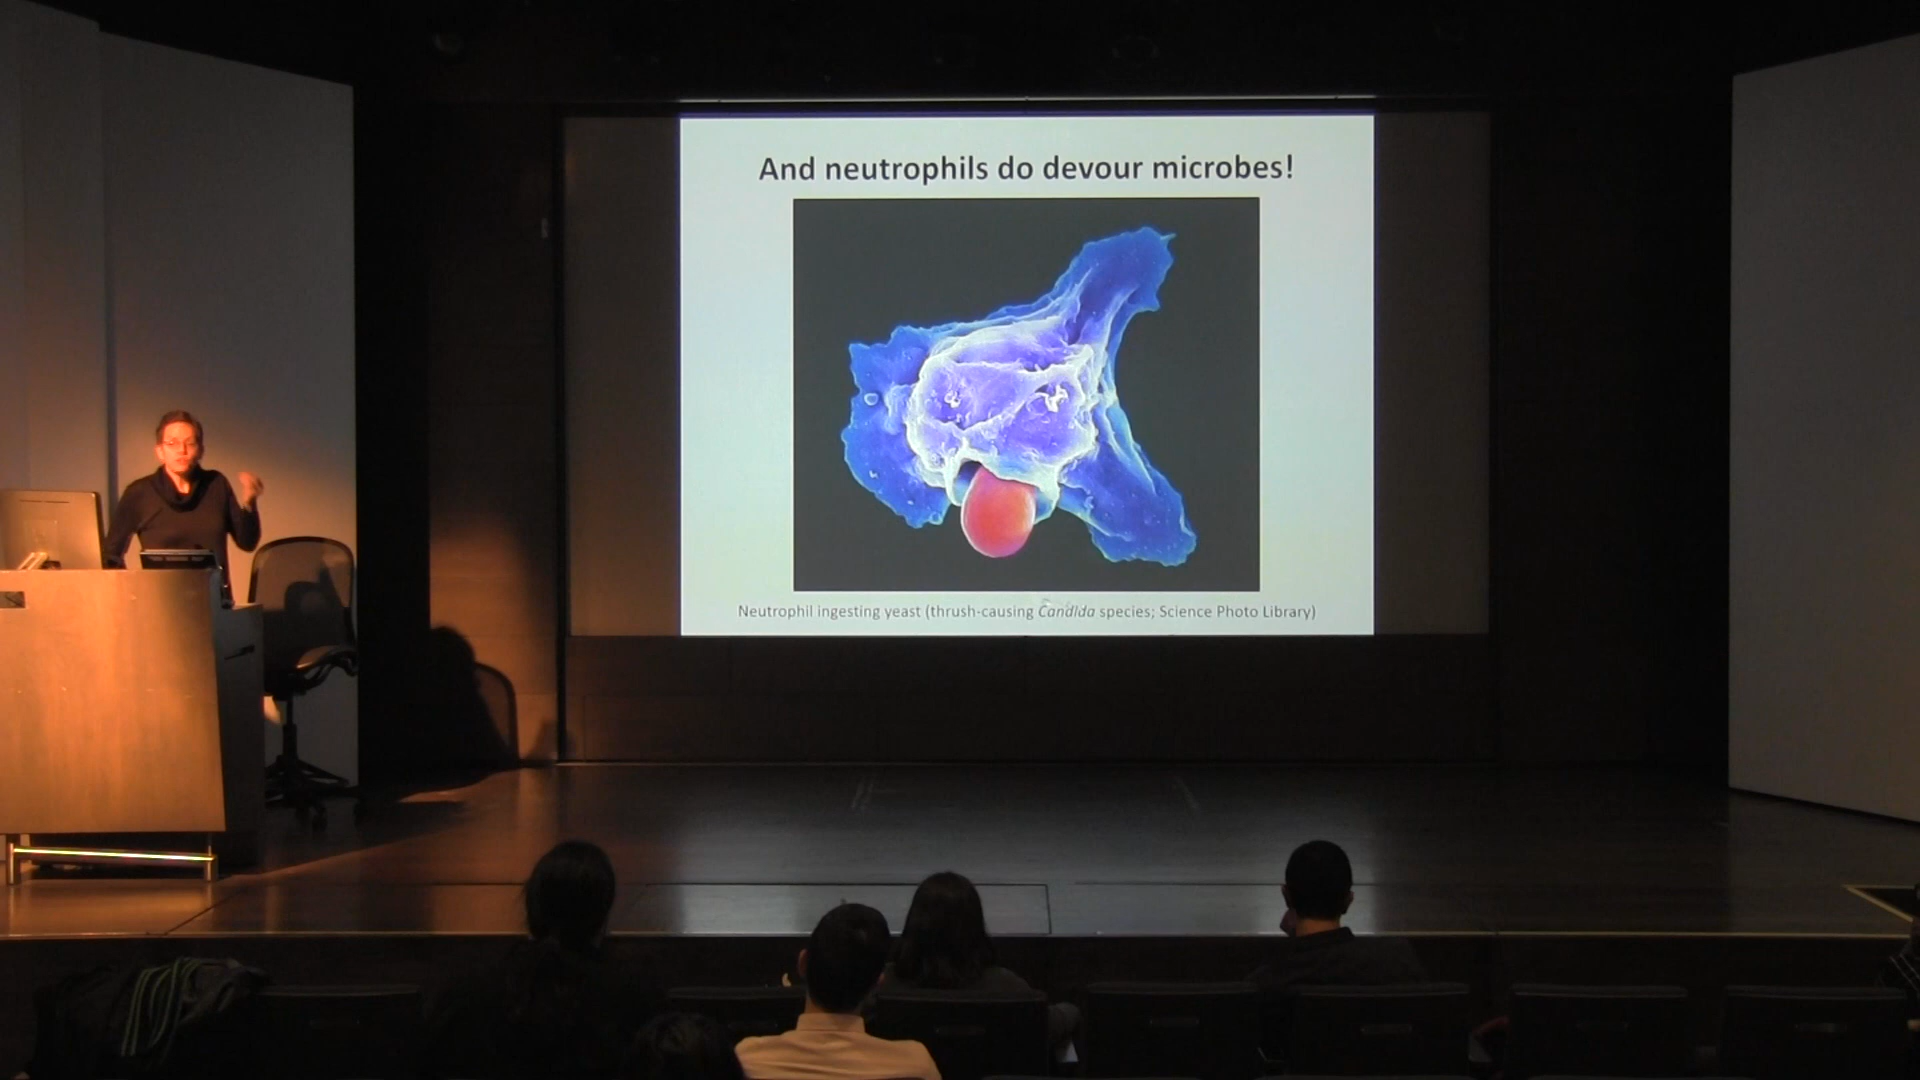 And neutrophils do devour microbes!
Neutrophil ingesting yeast (thrush-causing Candida species; Science Photo Library)